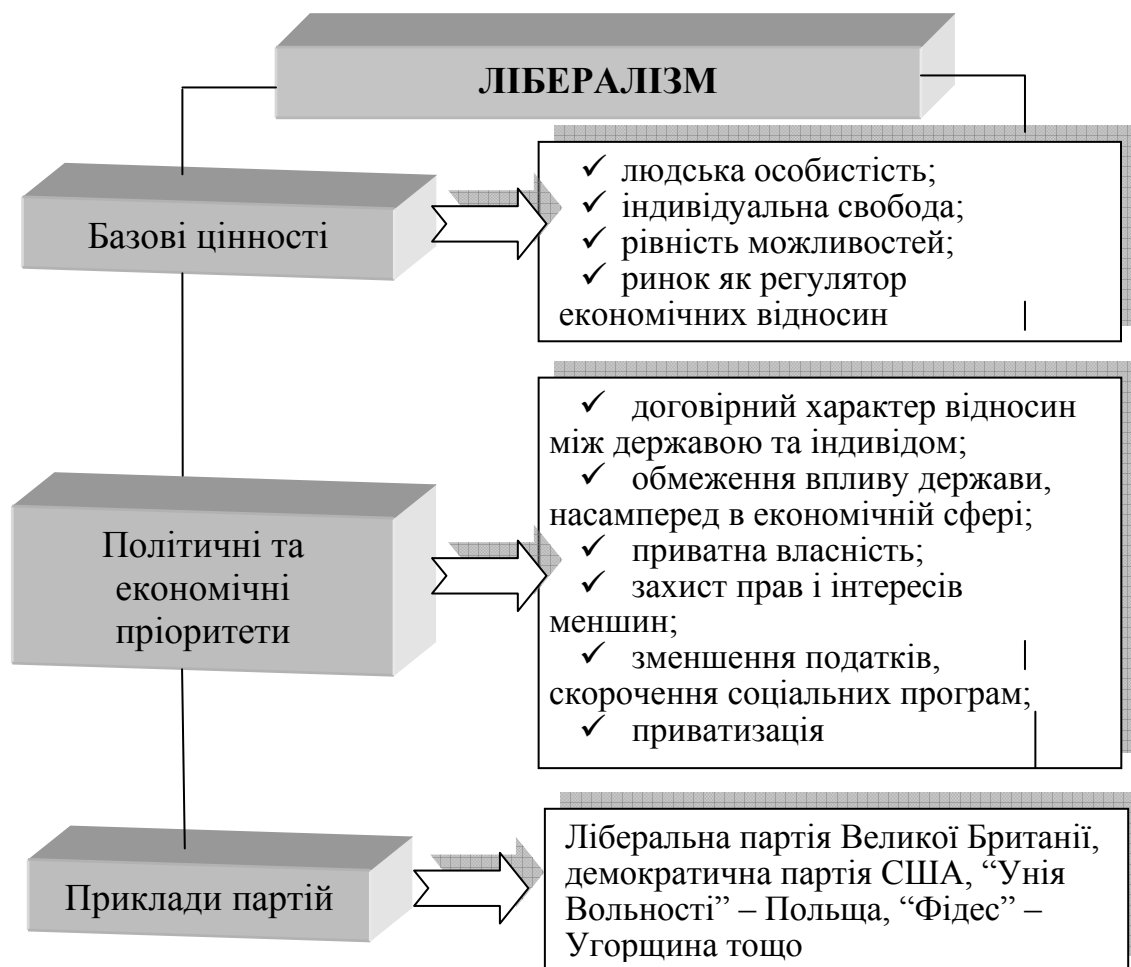 ЛІБЕРАЛІЗМ
Базові цінності
✓ людська особистість;
✓ індивідуальна свобода;
✓ рівність можливостей;
✓ ринок як регулятор
економічних відносин
Політичні та
економічні
пріоритети
✓ договірний характер відносин
між державою та індивідом;
✓ обмеження впливу держави,
насамперед в економічній сфері;
✓ приватна власність;
✓ захист прав і інтересів
меншин;
✓ зменшення податків,
скорочення соціальних програм;
✓ приватизація
Приклади партій
Ліберальна партія Великої Британії,
демократична партія США, “Унія
Вольності” – Польща, “Фідес” –
Угорщина тощо